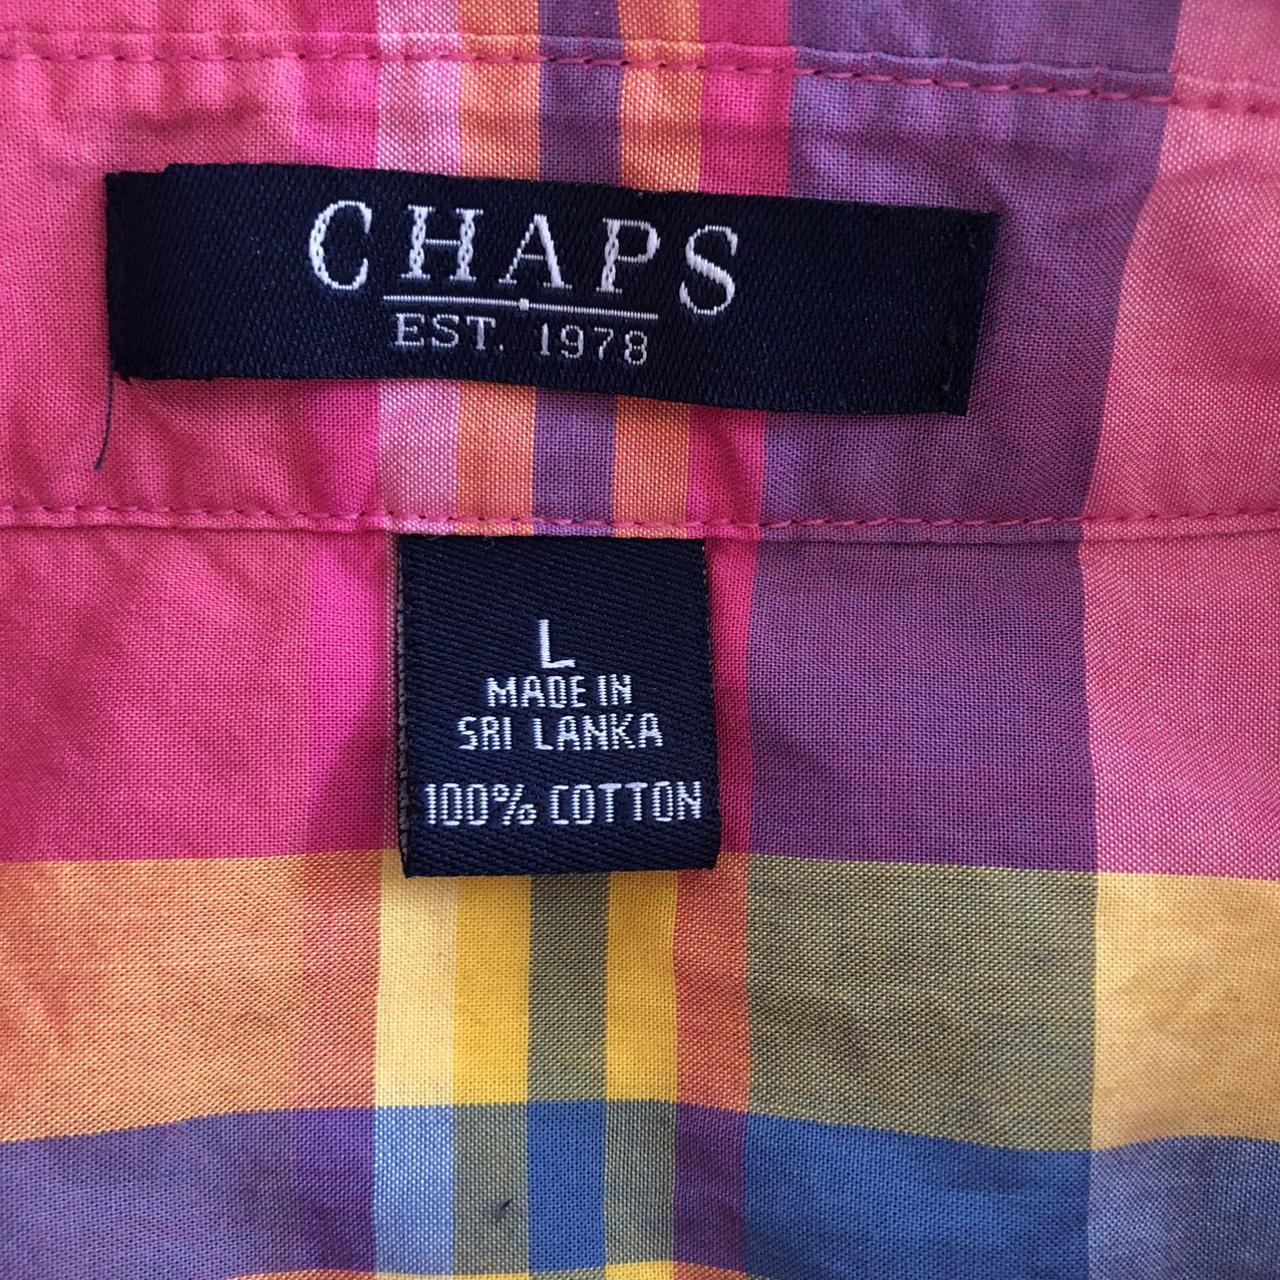 CHAPS
EST. 1978
L
MADE IN
SRI LANKA
100% COTTON